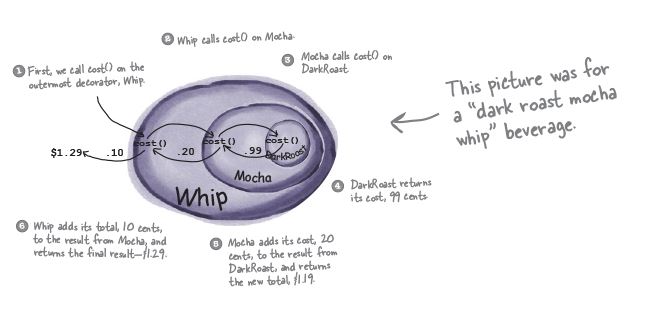 2 Whip calls cost() on Mocha.
1 First, we call cost() on the
outermost decorator, Whip.
3 Mocha calls cost() on
DarkRoast.
This picture was for
a “dark roast mocha
whip” beverage.
cost()
cost()
cost()
$1.29
.10
.20
.99
DarkRoast
Mocha
Whip
4 DarkRoast returns
its cost, 99 cents.
6 Whip adds its total, 10 cents,
to the result from Mocha, and
returns the final result—$1.29.
5 Mocha adds its cost, 20
cents, to the result from
DarkRoast, and returns
the new total, $1.19.